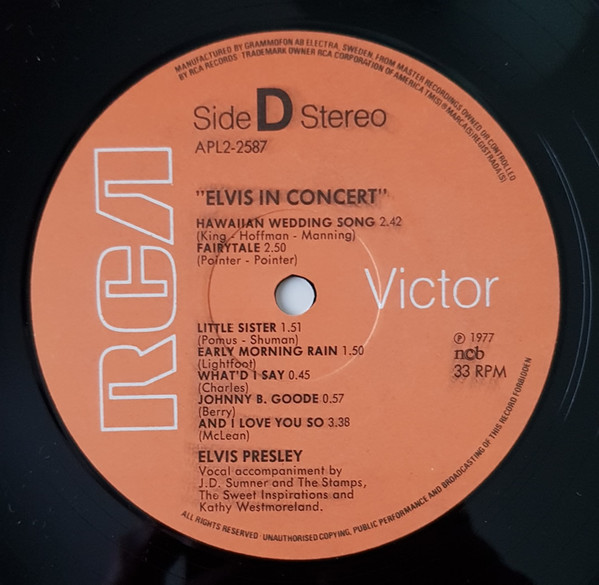 MANUFACTURED BY GRAMMOFON AB ELECTRA, SWEDEN, FROM MASTER RECORDINGS OWNED OR CONTROLLED
BY RCA RECORDS · TRADEMARK OWNER RCA CORPORATION OF AMERICA, TM(S) ® MARCA(S) REGISTRADA(S)
Side D Stereo
APL2-2587
"ELVIS IN CONCERT"
HAWAIIAN WEDDING SONG 2.42
(King - Hoffman - Manning)
FAIRYTALE 2.50
(Pointer - Pointer)
RCA
Victor
LITTLE SISTER 1.51
(Pomus - Shuman)
EARLY MORNING RAIN 1.50
(Lightfoot)
WHAT'D I SAY 0.45
(Charles)
JOHNNY B. GOODE 0.57
(Berry)
AND I LOVE YOU SO 3.38
(McLean)
℗ 1977
ncb
33 RPM
ELVIS PRESLEY
Vocal accompaniment by
J.D. Sumner and The Stamps,
The Sweet Inspirations and
Kathy Westmoreland.
ALL RIGHTS RESERVED · UNAUTHORISED COPYING, PUBLIC PERFORMANCE AND BROADCASTING OF THIS RECORD FORBIDDEN